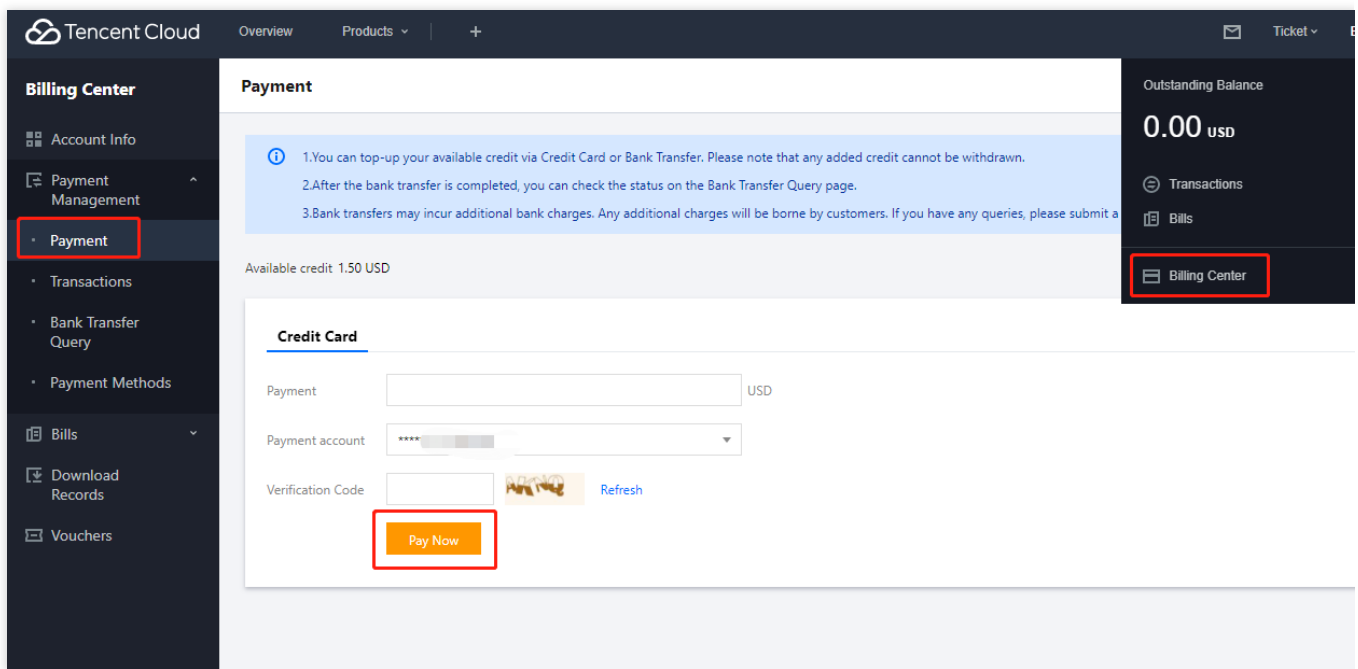 Tencent Cloud
Overview
Products
+
Ticket
Billing Center
Account Info
Payment
Management
Payment
Transactions
Bank Transfer
Query
Payment Methods
Bills
Download
Records
Vouchers
Payment
1.You can top-up your available credit via Credit Card or Bank Transfer. Please note that any added credit cannot be withdrawn.
2.After the bank transfer is completed, you can check the status on the Bank Transfer Query page.
3.Bank transfers may incur additional bank charges. Any additional charges will be borne by customers. If you have any queries, please submit a
Available credit 1.50 USD
Credit Card
Payment
USD
Payment account
****
Verification Code
Refresh
Pay Now
Outstanding Balance
0.00 USD
Transactions
Bills
Billing Center